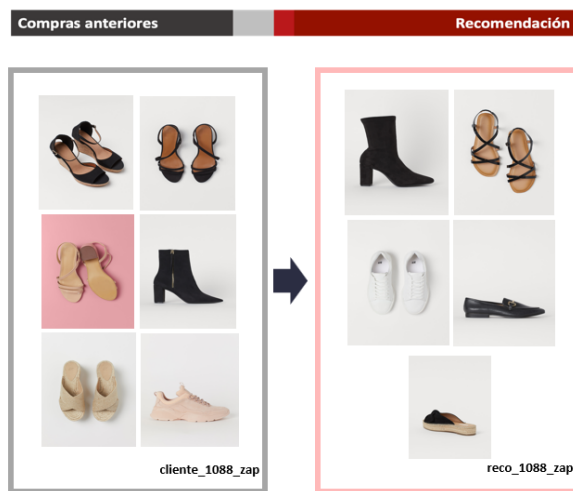 Compras anteriores
Recomendación
cliente_1088_zap
reco_1088_zap